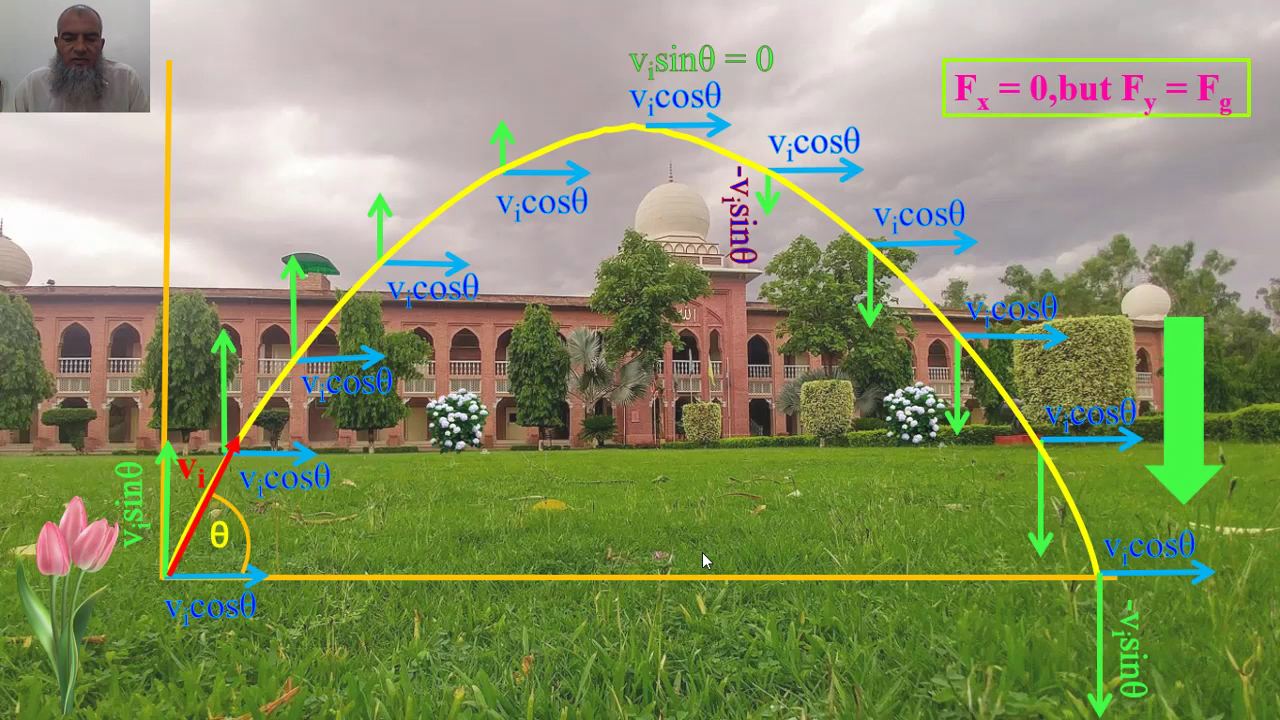 vᵢsinθ = 0
vᵢcosθ
Fₓ = 0,but Fᵧ = F_g
vᵢcosθ
-vᵢsinθ
vᵢcosθ
vᵢcosθ
vᵢcosθ
vᵢcosθ
vᵢcosθ
vᵢcosθ
vᵢsinθ
vᵢ
vᵢcosθ
θ
vᵢcosθ
vᵢcosθ
-vᵢsinθ